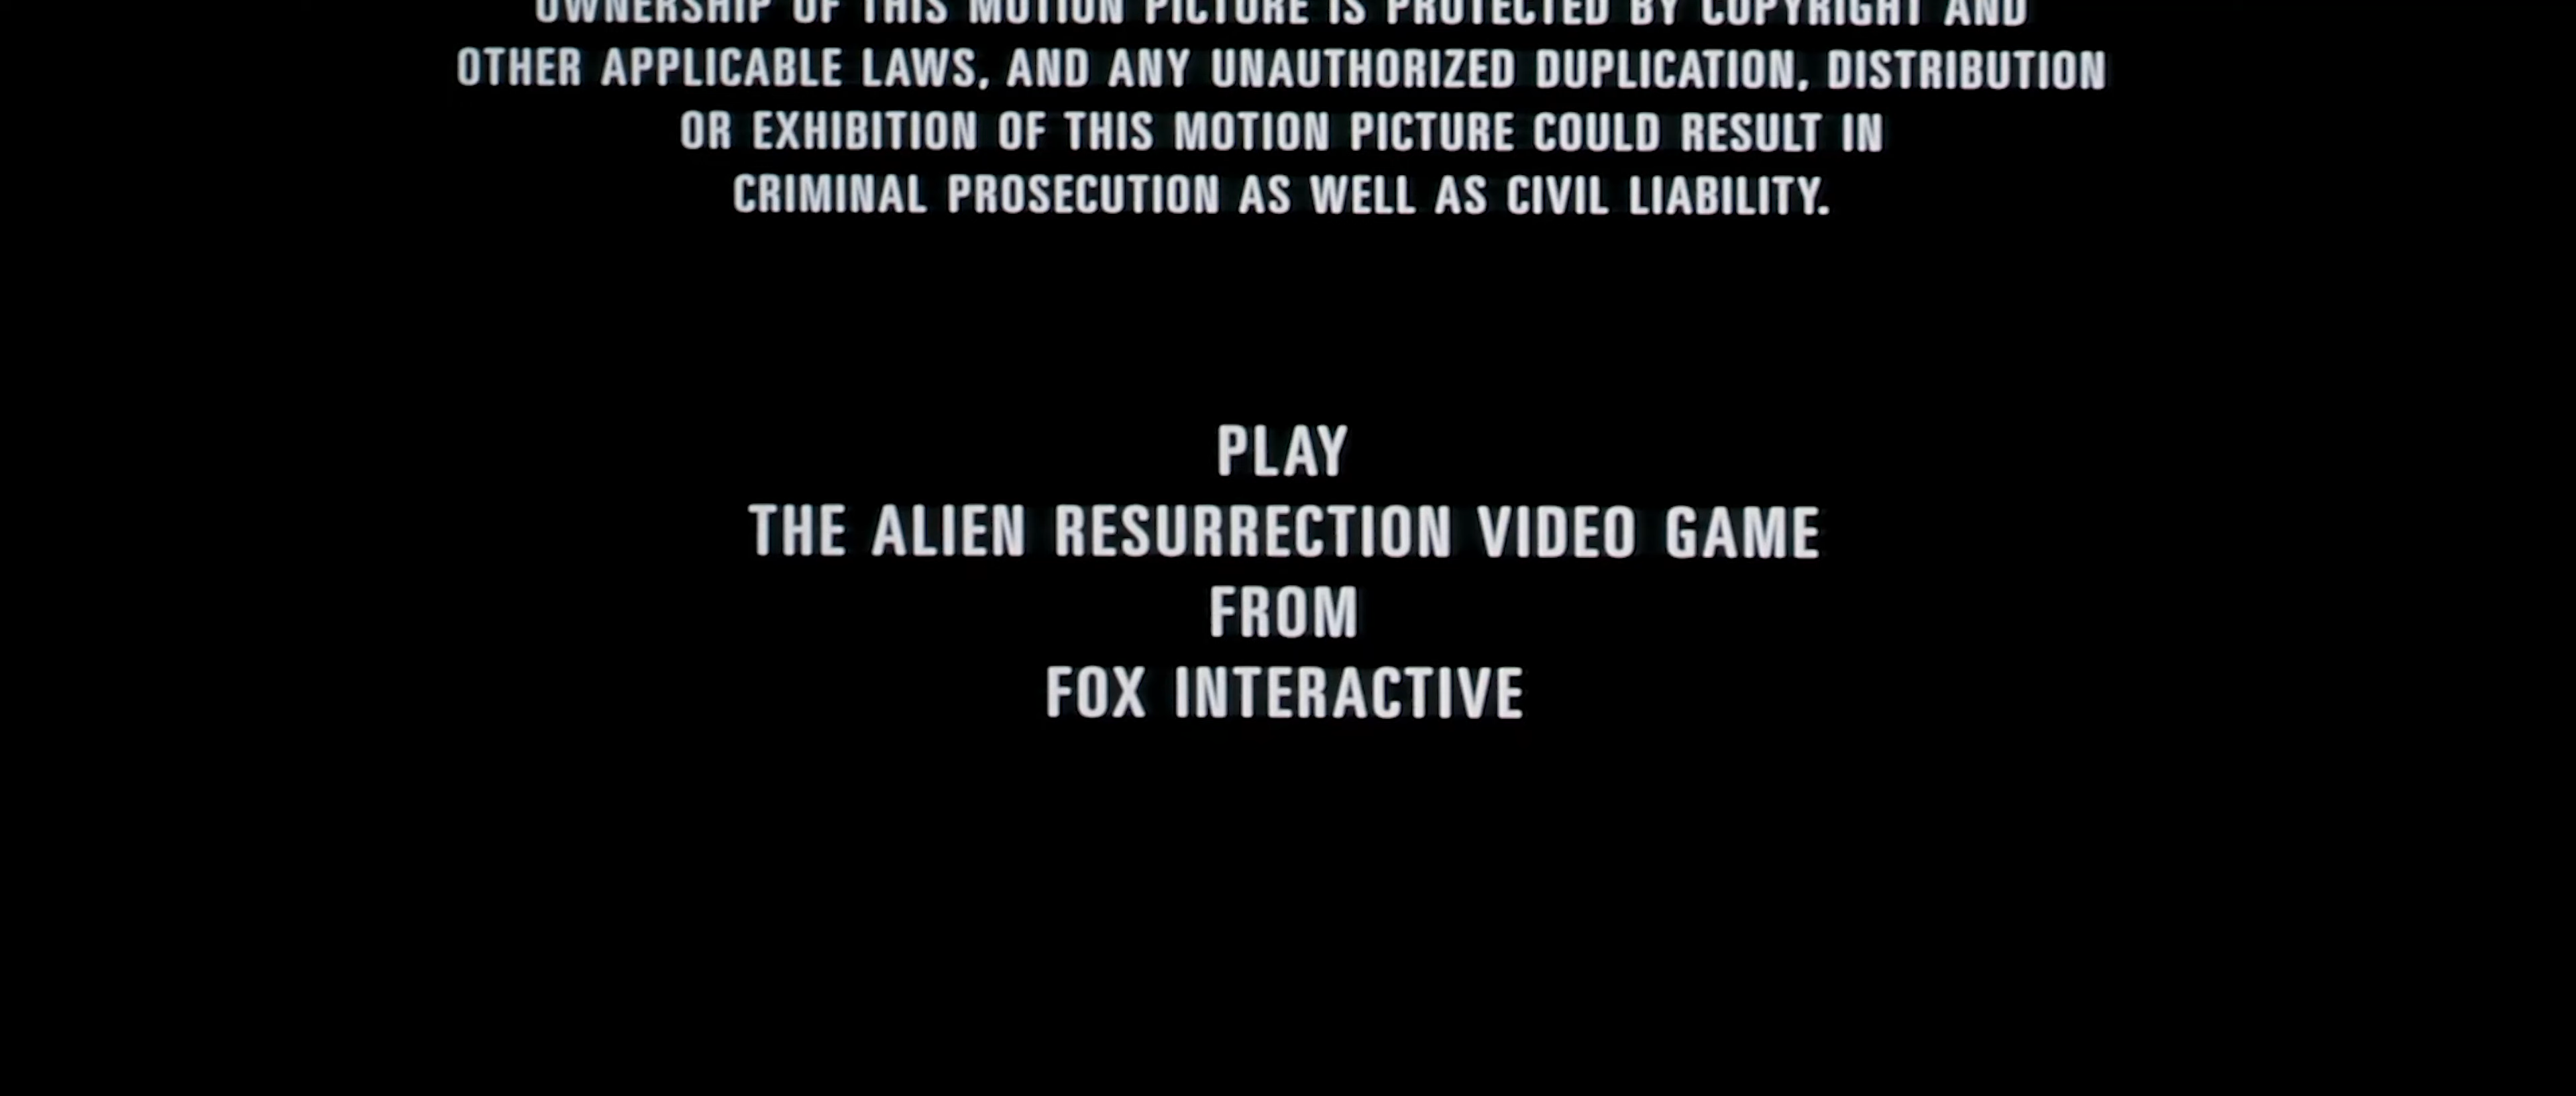 OWNERSHIP OF THIS MOTION PICTURE IS PROTECTED BY COPYRIGHT AND
OTHER APPLICABLE LAWS, AND ANY UNAUTHORIZED DUPLICATION, DISTRIBUTION
OR EXHIBITION OF THIS MOTION PICTURE COULD RESULT IN
CRIMINAL PROSECUTION AS WELL AS CIVIL LIABILITY.
PLAY
THE ALIEN RESURRECTION VIDEO GAME
FROM
FOX INTERACTIVE